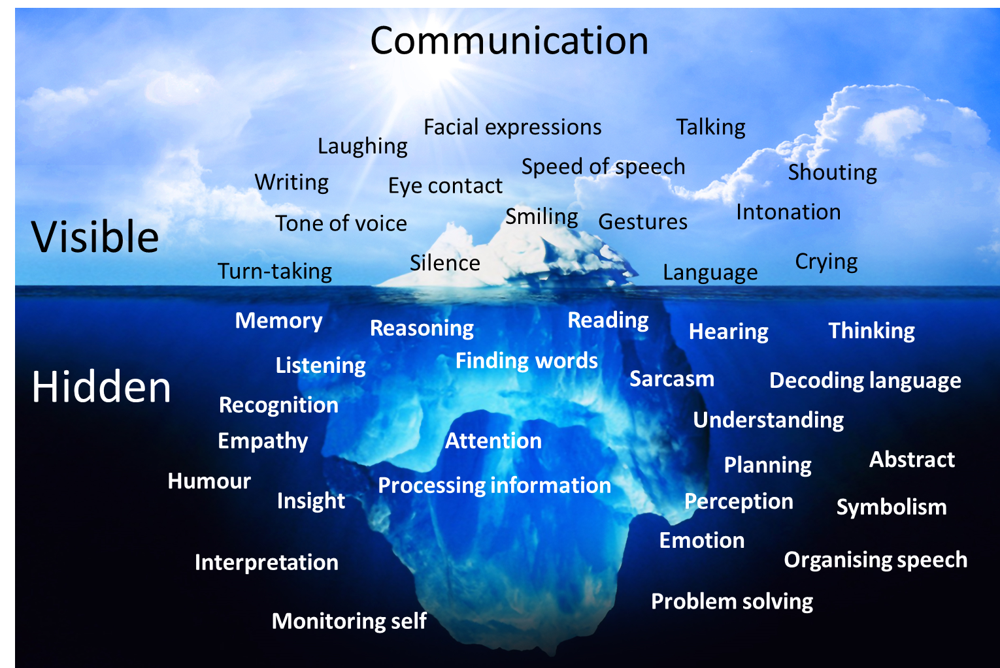 Communication
Facial expressions
Talking
Laughing
Speed of speech
Shouting
Writing
Eye contact
Smiling
Gestures
Intonation
Tone of voice
Visible
Silence
Crying
Turn-taking
Language
Memory
Reasoning
Reading
Hearing
Thinking
Listening
Finding words
Sarcasm
Decoding language
Hidden
Recognition
Understanding
Empathy
Attention
Planning
Abstract
Humour
Processing information
Insight
Perception
Symbolism
Emotion
Interpretation
Organising speech
Problem solving
Monitoring self